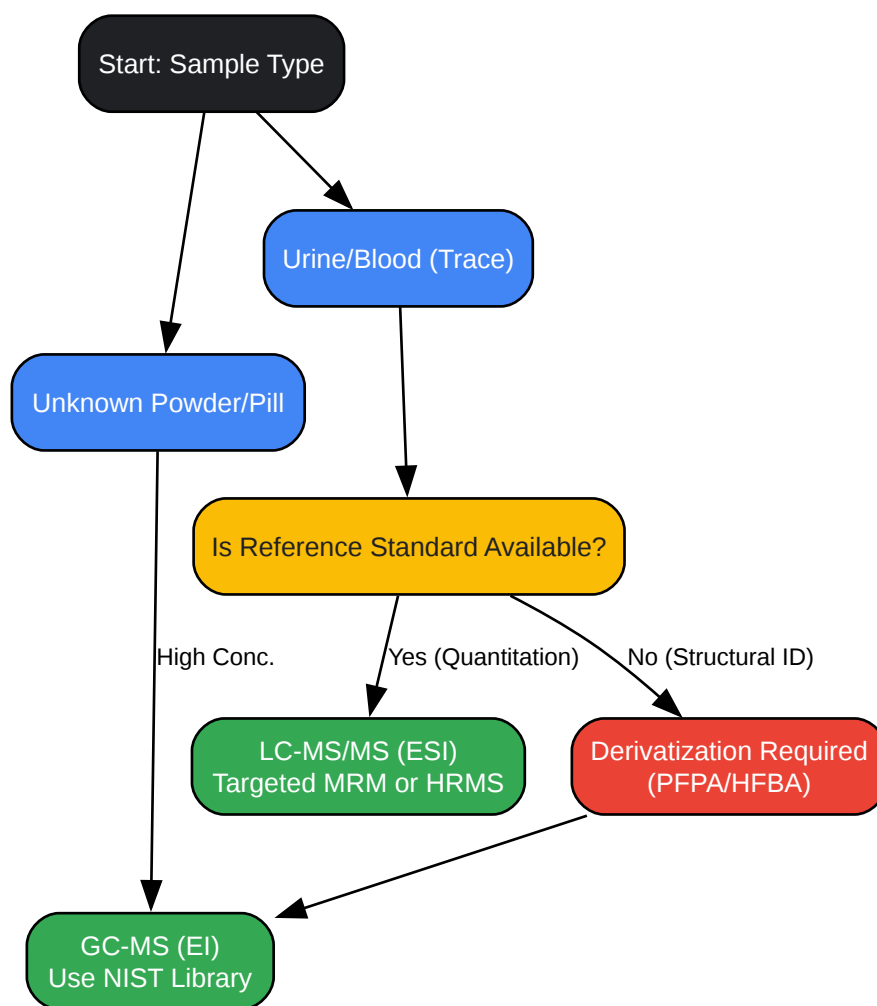 Start: Sample Type
Urine/Blood (Trace)
Unknown Powder/Pill
Is Reference Standard Available?
High Conc.
Yes (Quantitation)
No (Structural ID)
LC-MS/MS (ESI)
Targeted MRM or HRMS
Derivatization Required
(PFPA/HFBA)
GC-MS (EI)
Use NIST Library